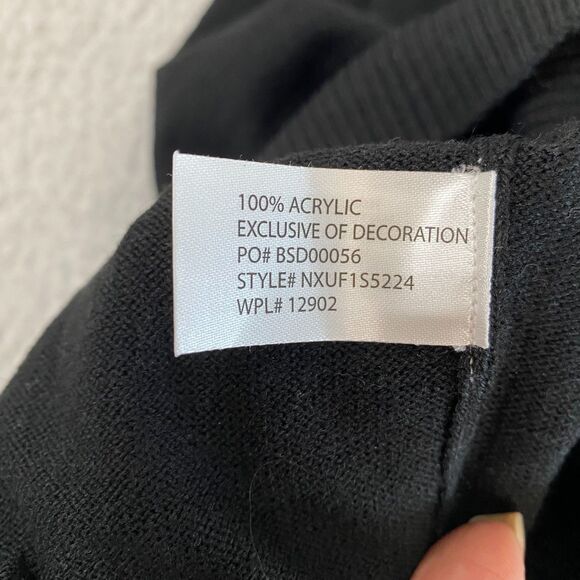 100% ACRYLIC
EXCLUSIVE OF DECORATION
PO# BSD00056
STYLE# NXUF1S5224
WPL# 12902